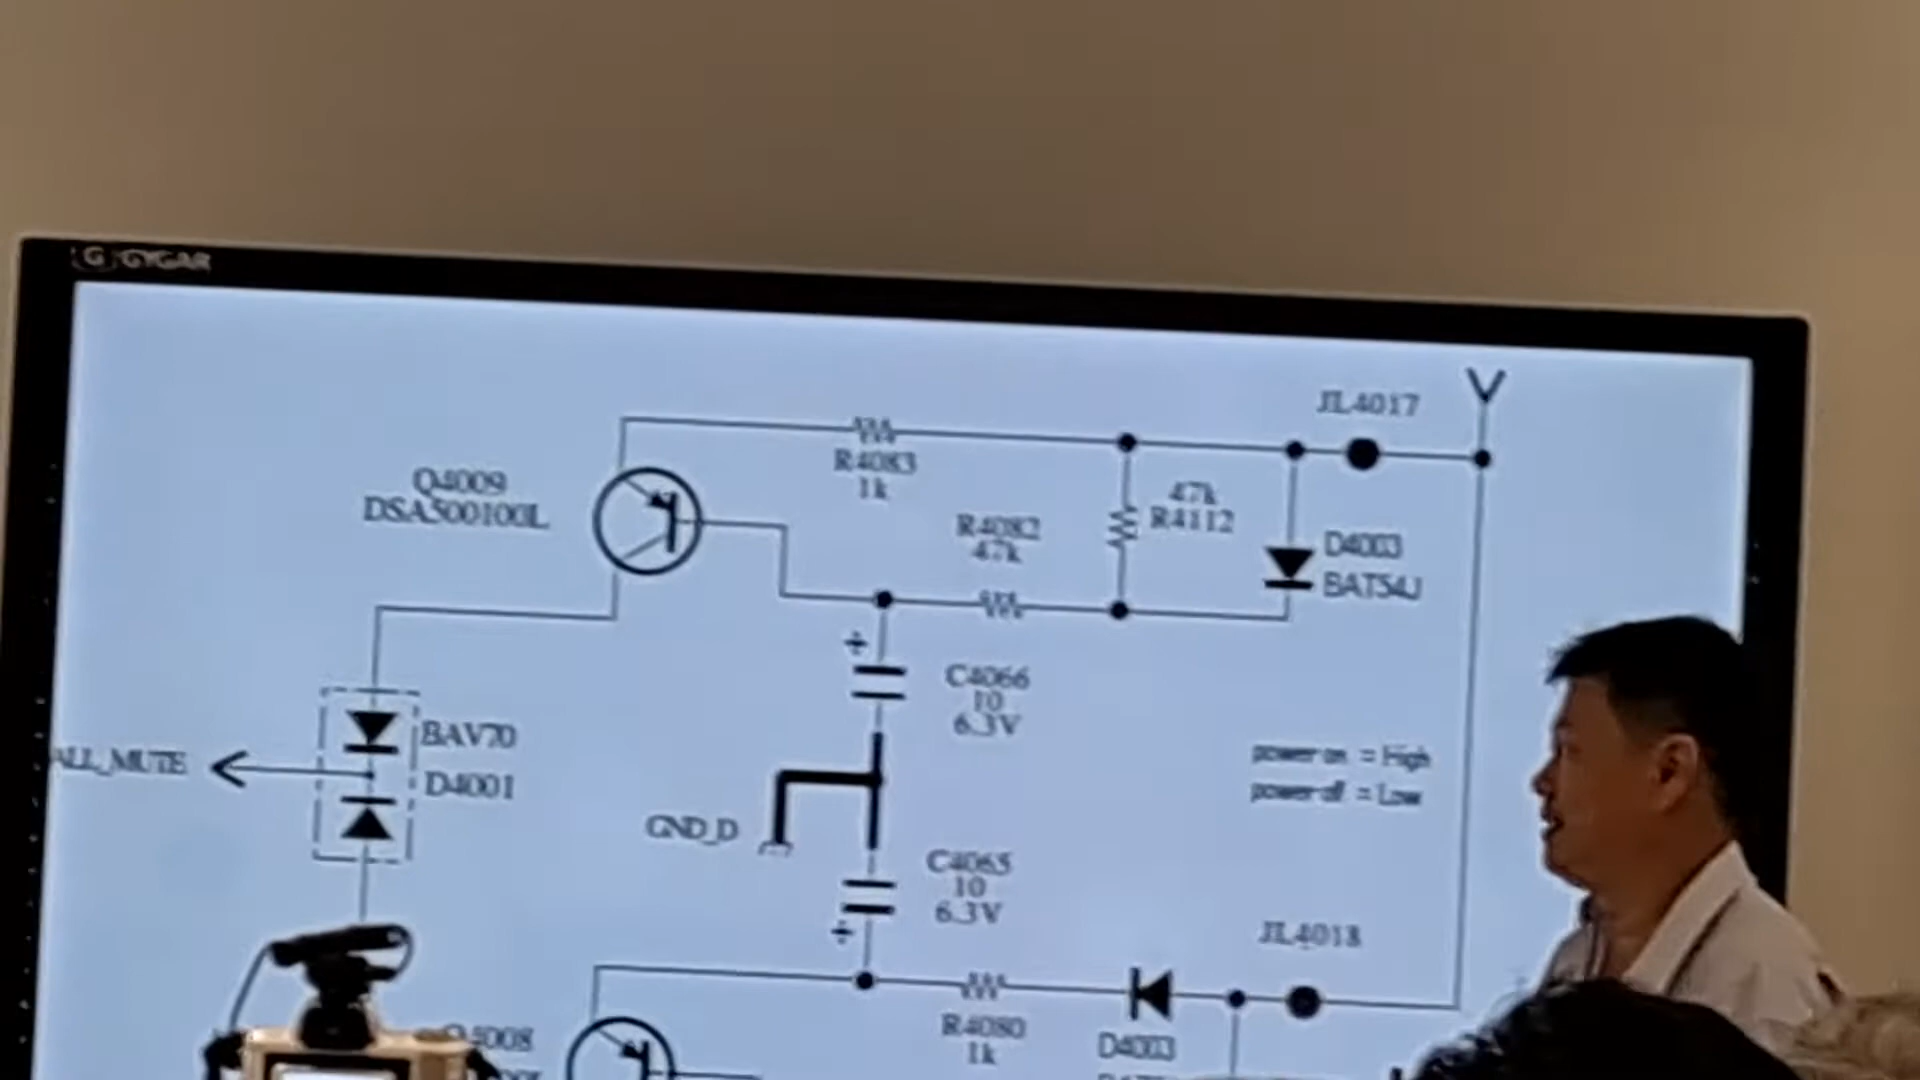 G GYGAR
JL4017
R4083
1k
Q4009
DSA500100L
47k
R4112
R4082
47k
D4003
BAT54J
C4066
10
6.3V
BAV70
ALL_MUTE
D4001
power on = High
power off = Low
GND_D
C4065
10
6.3V
JL4018
R4080
1k
D4003